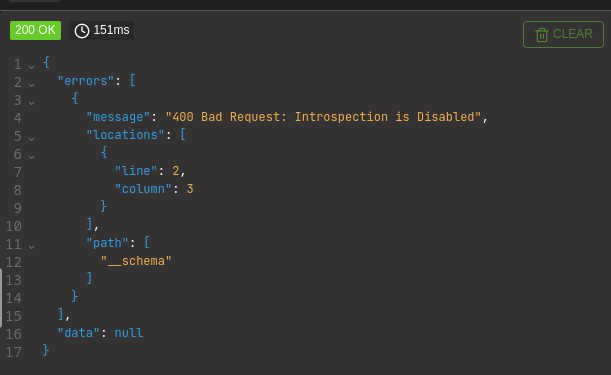 200 OK 151ms CLEAR
1 {
2 "errors": [
3 {
4 "message": "400 Bad Request: Introspection is Disabled",
5 "locations": [
6 {
7 "line": 2,
8 "column": 3
9 }
10 ],
11 "path": [
12 "__schema"
13 ]
14 }
15 ],
16 "data": null
17 }